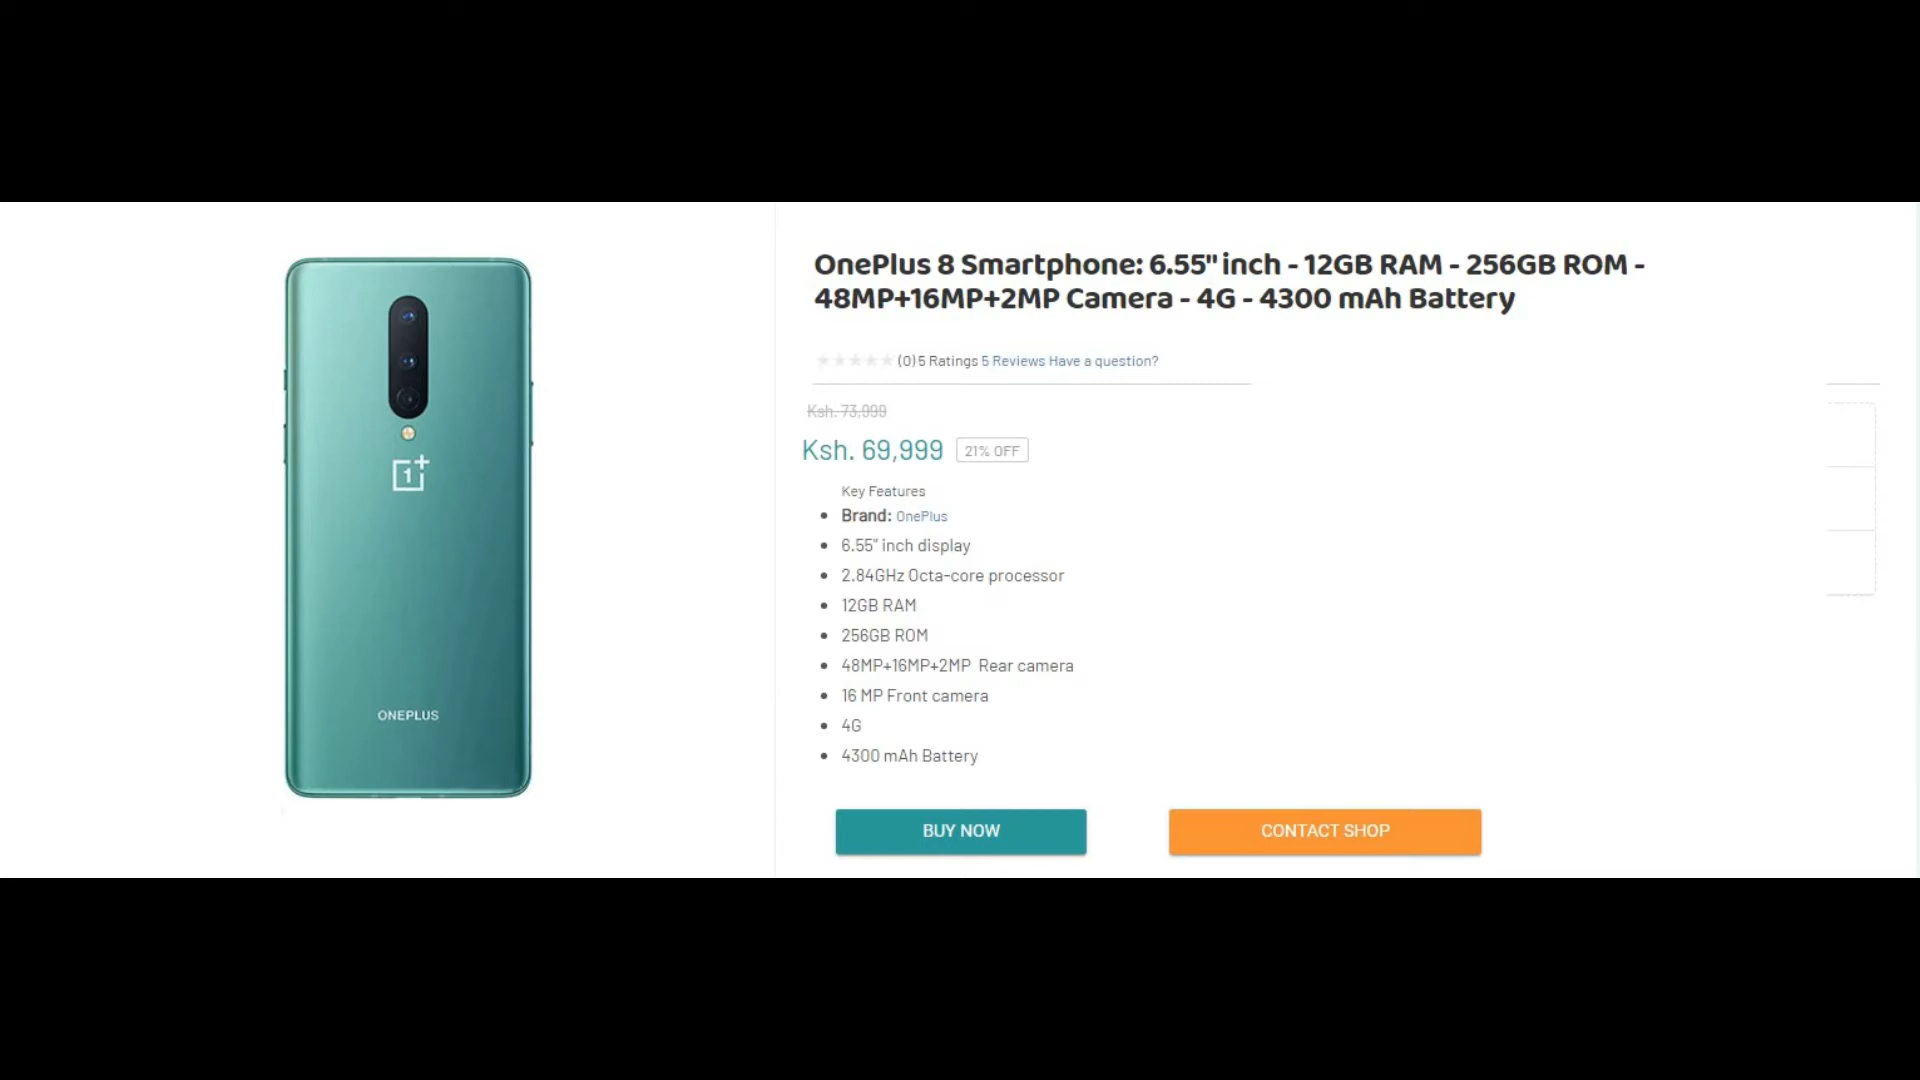 OnePlus 8 Smartphone: 6.55" inch - 12GB RAM - 256GB ROM -
48MP+16MP+2MP Camera - 4G - 4300 mAh Battery
(0) 5 Ratings 5 Reviews Have a question?
Ksh. 73,999
Ksh. 69,999 21% OFF
Key Features
Brand: OnePlus
6.55" inch display
2.84GHz Octa-core processor
12GB RAM
256GB ROM
48MP+16MP+2MP Rear camera
16 MP Front camera
4G
4300 mAh Battery
BUY NOW CONTACT SHOP
1+
ONEPLUS